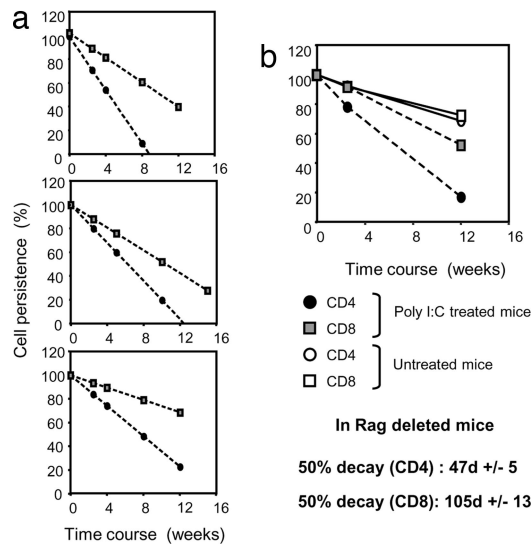 a
120
100
80
60
40
20
0
0 4 8 12 16
120
100
80
60
40
20
0
0 4 8 12 16
120
100
80
60
40
20
0
0 4 8 12 16
Cell persistence (%)
Time course (weeks)
b
120
100
80
60
40
20
0
0 4 8 12 16
Time course (weeks)
CD4
CD8
Poly I:C treated mice
CD4
CD8
Untreated mice
In Rag deleted mice
50% decay (CD4) : 47d +/- 5
50% decay (CD8): 105d +/- 13